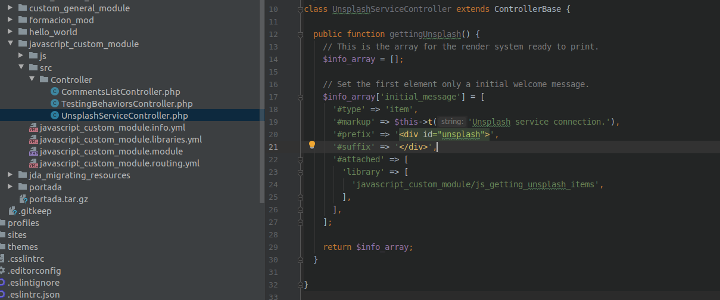 custom_general_module
formacion_mod
hello_world
javascript_custom_module
js
src
Controller
CommentsListController.php
TestingBehaviorsController.php
UnsplashServiceController.php
javascript_custom_module.info.yml
javascript_custom_module.libraries.yml
javascript_custom_module.module
javascript_custom_module.routing.yml
jda_migrating_resources
portada
portada.tar.gz
.gitkeep
profiles
sites
themes
.csslintrc
.editorconfig
.eslintignore
.eslintrc.json
10 class UnsplashServiceController extends ControllerBase {
11
12 public function gettingUnsplash() {
13 // This is the array for the render system ready to print.
14 $info_array = [];
15
16 // Set the first element only a initial welcome message.
17 $info_array['initial_message'] = [
18 '#type' => 'item',
19 '#markup' => $this->t( string: 'Unsplash service connection.'),
20 '#prefix' => '<div id="unsplash">',
21 '#suffix' => '</div>',
22 '#attached' => [
23 'library' => [
24 'javascript_custom_module/js_getting_unsplash_items',
25 ],
26 ],
27 ];
28
29 return $info_array;
30 }
31
32 }
33